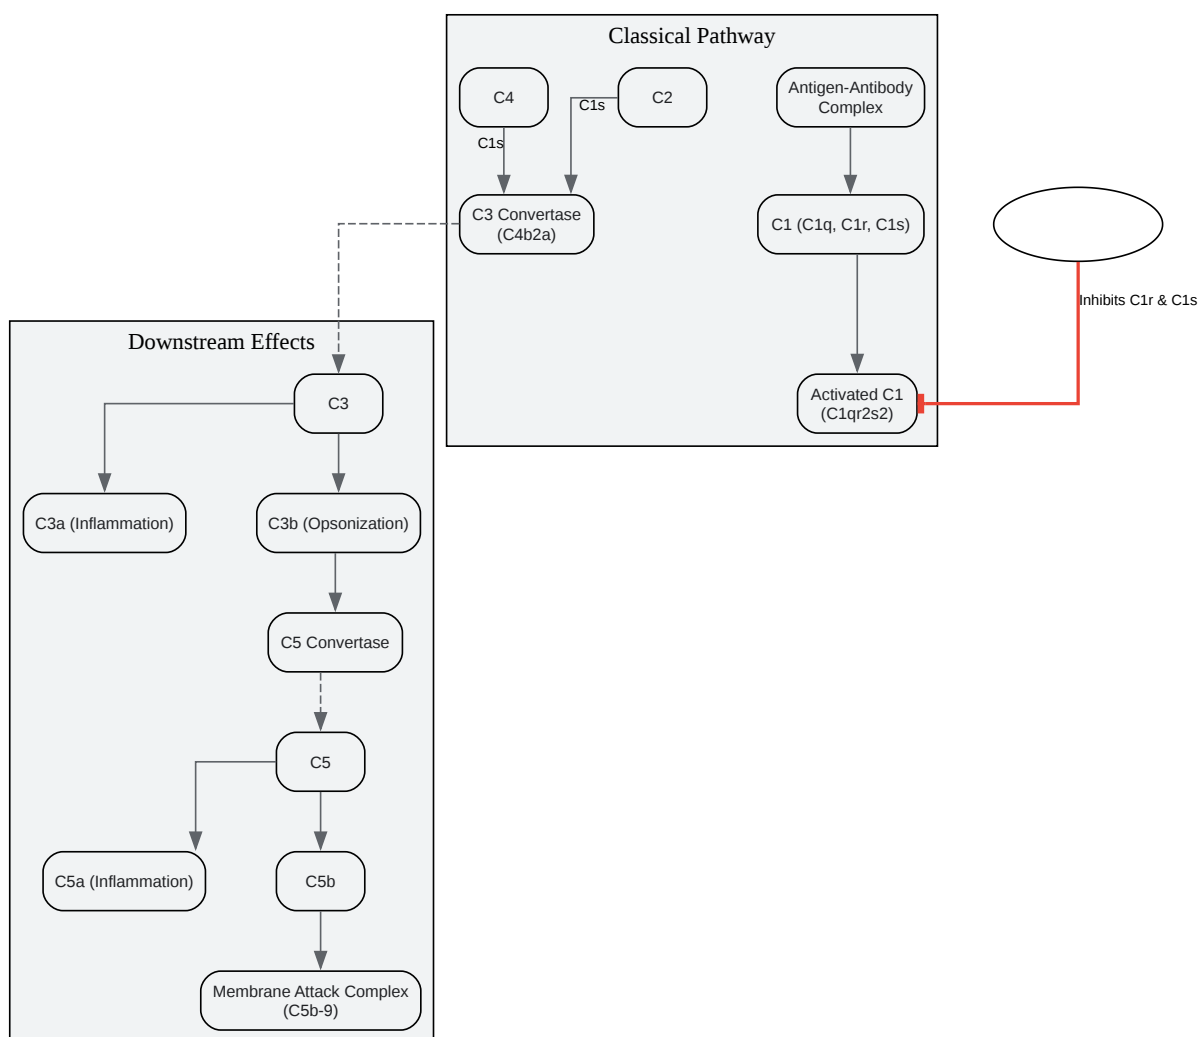 Classical Pathway
C4
C2
Antigen-Antibody
Complex
C1s
C1s
C3 Convertase
(C4b2a)
C1 (C1q, C1r, C1s)
Inhibits C1r & C1s
Activated C1
(C1qr2s2)
Downstream Effects
C3
C3a (Inflammation)
C3b (Opsonization)
C5 Convertase
C5
C5a (Inflammation)
C5b
Membrane Attack Complex
(C5b-9)